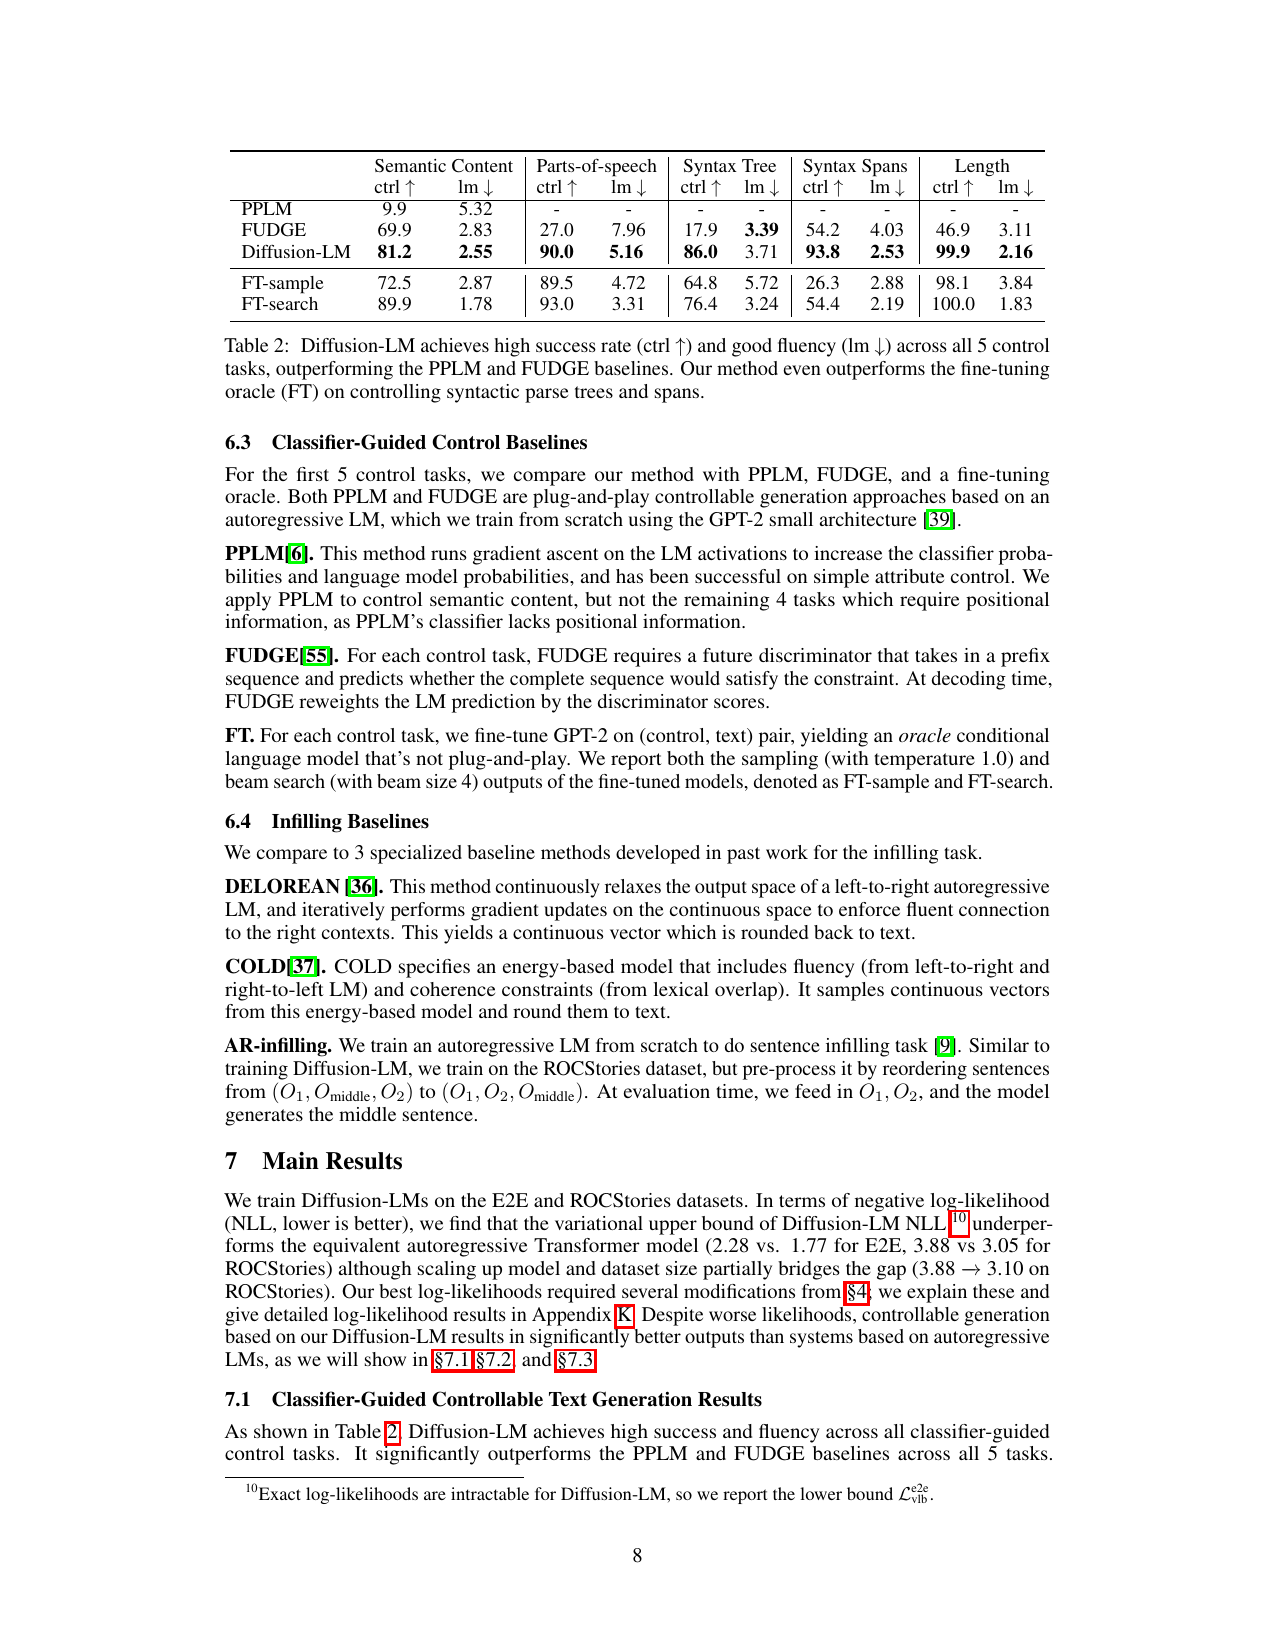 Semantic Content Parts-of-speech Syntax Tree Syntax Spans Length
ctrl ↑ lm ↓ ctrl ↑ lm ↓ ctrl ↑ lm ↓ ctrl ↑ lm ↓ ctrl ↑ lm ↓
PPLM 9.9 5.32 - - - - - - - -
FUDGE 69.9 2.83 27.0 7.96 17.9 3.39 54.2 4.03 46.9 3.11
Diffusion-LM 81.2 2.55 90.0 5.16 86.0 3.71 93.8 2.53 99.9 2.16
FT-sample 72.5 2.87 89.5 4.72 64.8 5.72 26.3 2.88 98.1 3.84
FT-search 89.9 1.78 93.0 3.31 76.4 3.24 54.4 2.19 100.0 1.83
Table 2: Diffusion-LM achieves high success rate (ctrl ↑) and good fluency (lm ↓) across all 5 control
tasks, outperforming the PPLM and FUDGE baselines. Our method even outperforms the fine-tuning
oracle (FT) on controlling syntactic parse trees and spans.
6.3 Classifier-Guided Control Baselines
For the first 5 control tasks, we compare our method with PPLM, FUDGE, and a fine-tuning
oracle. Both PPLM and FUDGE are plug-and-play controllable generation approaches based on an
autoregressive LM, which we train from scratch using the GPT-2 small architecture [39].
PPLM[6]. This method runs gradient ascent on the LM activations to increase the classifier proba-
bilities and language model probabilities, and has been successful on simple attribute control. We
apply PPLM to control semantic content, but not the remaining 4 tasks which require positional
information, as PPLM's classifier lacks positional information.
FUDGE[55]. For each control task, FUDGE requires a future discriminator that takes in a prefix
sequence and predicts whether the complete sequence would satisfy the constraint. At decoding time,
FUDGE reweights the LM prediction by the discriminator scores.
FT. For each control task, we fine-tune GPT-2 on (control, text) pair, yielding an oracle conditional
language model that's not plug-and-play. We report both the sampling (with temperature 1.0) and
beam search (with beam size 4) outputs of the fine-tuned models, denoted as FT-sample and FT-search.
6.4 Infilling Baselines
We compare to 3 specialized baseline methods developed in past work for the infilling task.
DELOREAN [36]. This method continuously relaxes the output space of a left-to-right autoregressive
LM, and iteratively performs gradient updates on the continuous space to enforce fluent connection
to the right contexts. This yields a continuous vector which is rounded back to text.
COLD[37]. COLD specifies an energy-based model that includes fluency (from left-to-right and
right-to-left LM) and coherence constraints (from lexical overlap). It samples continuous vectors
from this energy-based model and round them to text.
AR-infilling. We train an autoregressive LM from scratch to do sentence infilling task [9]. Similar to
training Diffusion-LM, we train on the ROCStories dataset, but pre-process it by reordering sentences
from (O₁, O_middle, O₂) to (O₁, O₂, O_middle). At evaluation time, we feed in O₁, O₂, and the model
generates the middle sentence.
7 Main Results
We train Diffusion-LMs on the E2E and ROCStories datasets. In terms of negative log-likelihood
(NLL, lower is better), we find that the variational upper bound of Diffusion-LM NLL ¹⁰ underper-
forms the equivalent autoregressive Transformer model (2.28 vs. 1.77 for E2E, 3.88 vs 3.05 for
ROCStories) although scaling up model and dataset size partially bridges the gap (3.88 → 3.10 on
ROCStories). Our best log-likelihoods required several modifications from §4; we explain these and
give detailed log-likelihood results in Appendix K. Despite worse likelihoods, controllable generation
based on our Diffusion-LM results in significantly better outputs than systems based on autoregressive
LMs, as we will show in §7.1,§7.2, and §7.3
7.1 Classifier-Guided Controllable Text Generation Results
As shown in Table 2, Diffusion-LM achieves high success and fluency across all classifier-guided
control tasks. It significantly outperforms the PPLM and FUDGE baselines across all 5 tasks.
¹⁰Exact log-likelihoods are intractable for Diffusion-LM, so we report the lower bound ℒ^e2e_vlb.
8